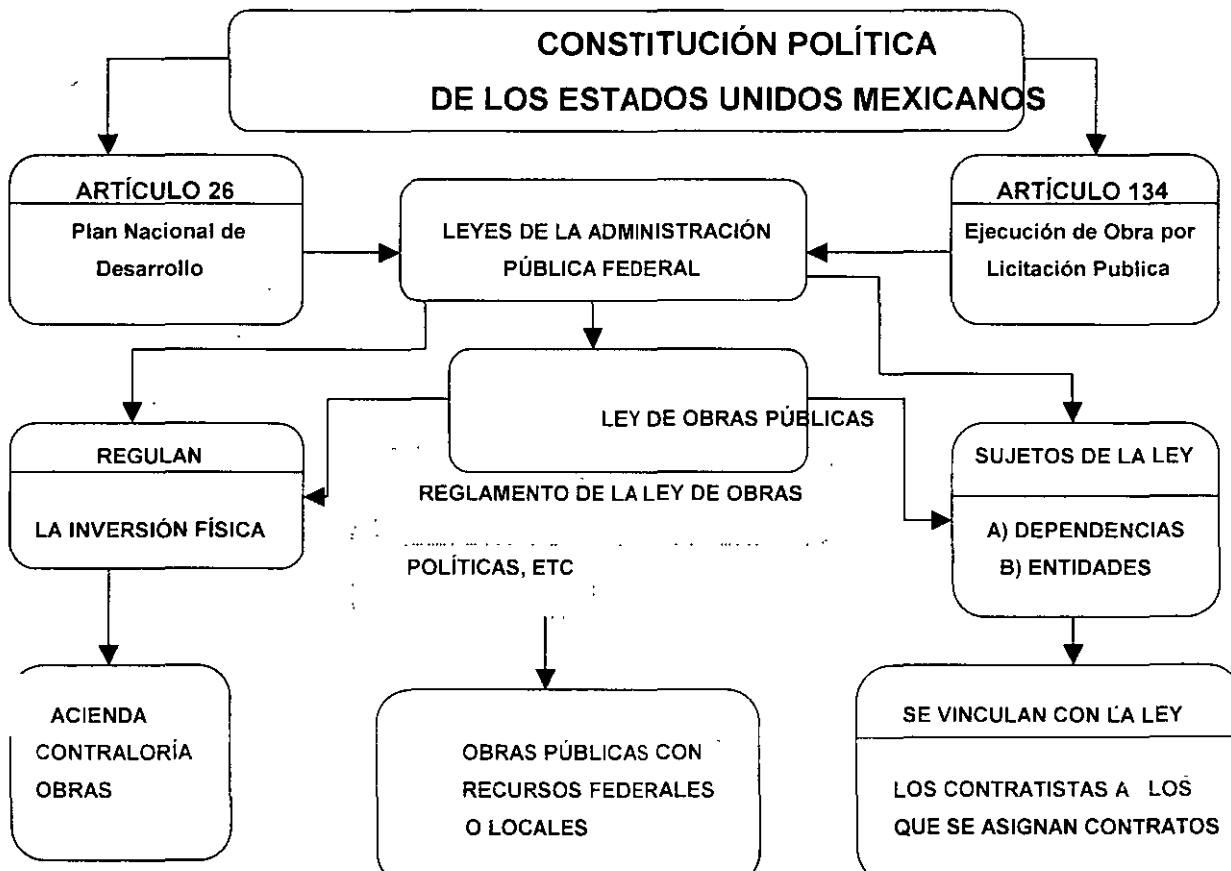 CONSTITUCIÓN POLÍTICA
DE LOS ESTADOS UNIDOS MEXICANOS
ARTÍCULO 26
Plan Nacional de
Desarrollo
LEYES DE LA ADMINISTRACIÓN
PÚBLICA FEDERAL
ARTÍCULO 134
Ejecución de Obra por
Licitación Publica
LEY DE OBRAS PÚBLICAS
REGULAN
LA INVERSIÓN FÍSICA
REGLAMENTO DE LA LEY DE OBRAS
POLÍTICAS, ETC
SUJETOS DE LA LEY
A) DEPENDENCIAS
B) ENTIDADES
ACIENDA
CONTRALORÍA
OBRAS
OBRAS PÚBLICAS CON
RECURSOS FEDERALES
O LOCALES
SE VINCULAN CON LA LEY
LOS CONTRATISTAS A LOS
QUE SE ASIGNAN CONTRATOS